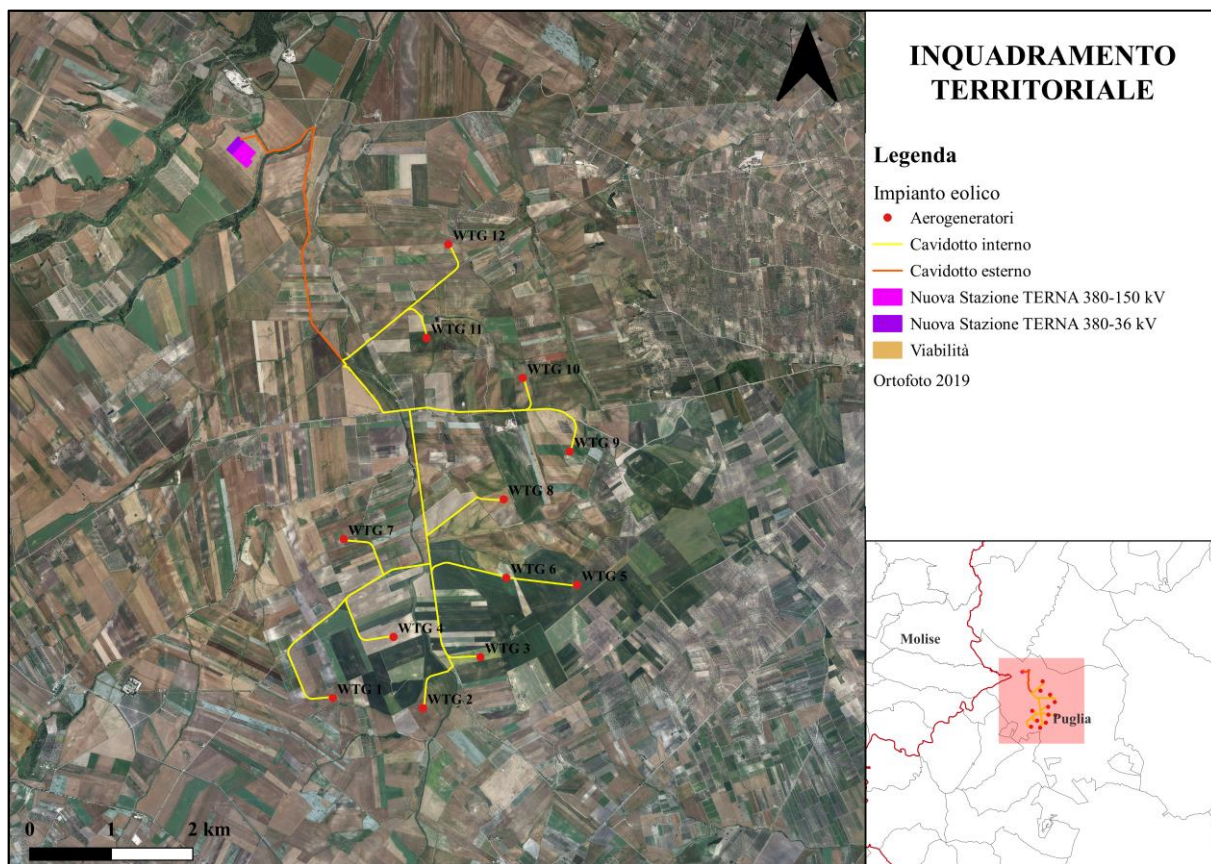 INQUADRAMENTO
TERRITORIALE
Legenda
Impianto eolico
Aerogeneratori
Cavidotto interno
Cavidotto esterno
Nuova Stazione TERNA 380-150 kV
Nuova Stazione TERNA 380-36 kV
Viabilità
Ortofoto 2019
WTG 12
WTG 11
WTG 10
WTG 9
WTG 8
WTG 7
WTG 6
WTG 5
WTG 4
WTG 3
WTG 1
WTG 2
0 1 2 km
Molise
Puglia